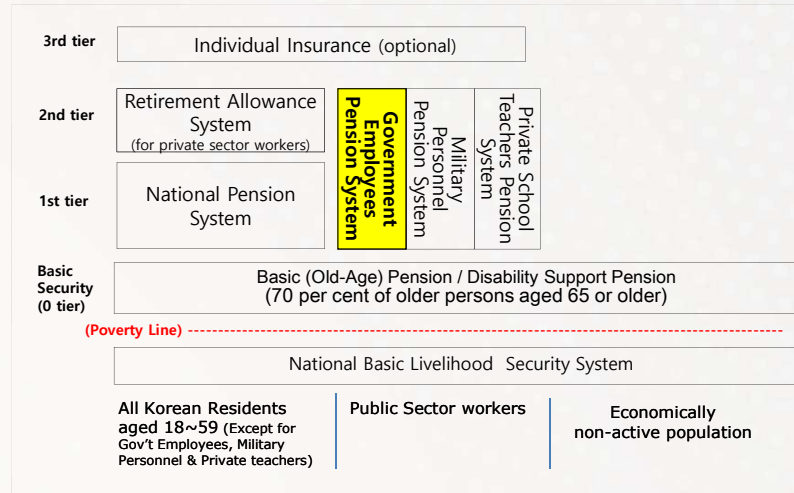 3rd tier
Individual Insurance (optional)
2nd tier
Retirement Allowance
System
(for private sector workers)
1st tier
National Pension
System
Government
Employees
Pension System
Military
Personnel
Pension System
Private School
Teachers Pension
System
Basic
Security
(0 tier)
Basic (Old-Age) Pension / Disability Support Pension
(70 per cent of older persons aged 65 or older)
(Poverty Line)
National Basic Livelihood Security System
All Korean Residents
aged 18~59 (Except for
Gov't Employees, Military
Personnel & Private teachers)
Public Sector workers
Economically
non-active population